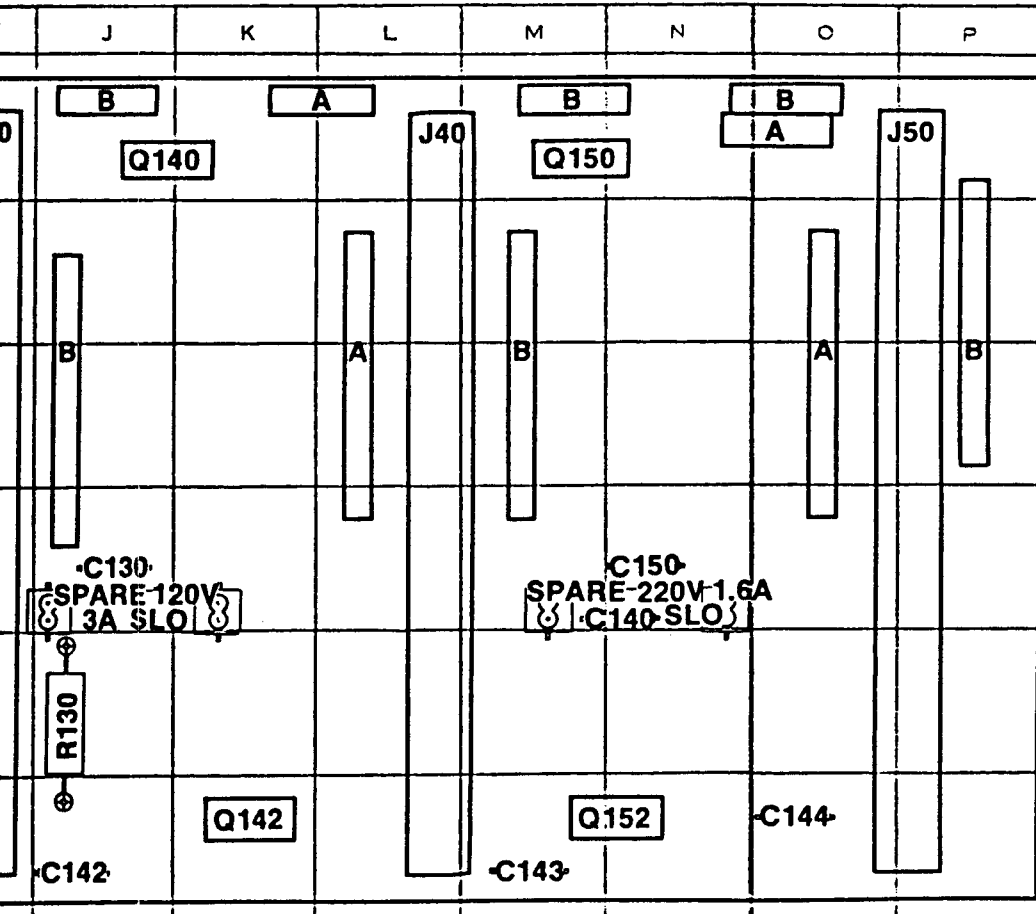 J K L M N O P
B A B B
0 J40 A J50
Q140 Q150
B A M B A B
C130 C150
SPARE 120V SPARE 220V 1.6A
3A SLO C140 SLO
R130
Q142 Q152 C144
C142 C143